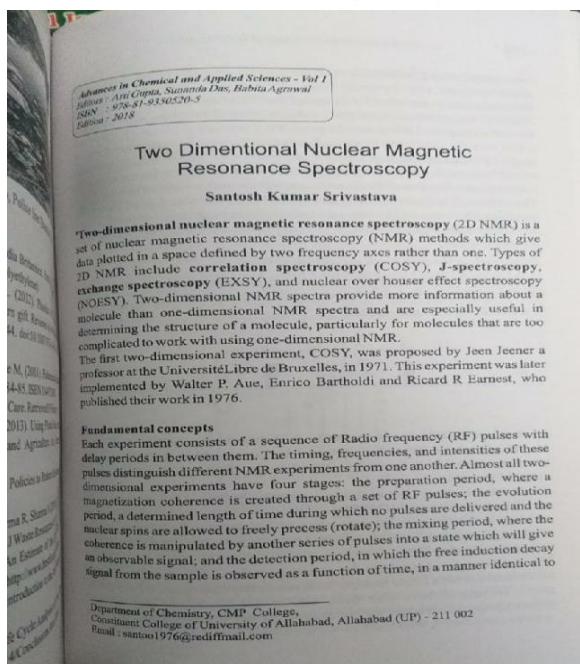 Advances in Chemical and Applied Sciences - Vol 1
Editors : Arti Gupta, Sunanda Das, Babita Agrawal
ISBN : 978-81-9350520-5
Edition : 2018
Two Dimentional Nuclear Magnetic
Resonance Spectroscopy
Santosh Kumar Srivastava
Two-dimensional nuclear magnetic resonance spectroscopy (2D NMR) is a
set of nuclear magnetic resonance spectroscopy (NMR) methods which give
data plotted in a space defined by two frequency axes rather than one. Types of
2D NMR include correlation spectroscopy (COSY), J-spectroscopy,
exchange spectroscopy (EXSY), and nuclear over houser effect spectroscopy
(NOESY). Two-dimensional NMR spectra provide more information about a
molecule than one-dimensional NMR spectra and are especially useful in
determining the structure of a molecule, particularly for molecules that are too
complicated to work with using one-dimensional NMR.
The first two-dimensional experiment, COSY, was proposed by Jeen Jeener a
professor at the UniversitéLibre de Bruxelles, in 1971. This experiment was later
implemented by Walter P. Aue, Enrico Bartholdi and Ricard R Earnest, who
published their work in 1976.
Fundamental concepts
Each experiment consists of a sequence of Radio frequency (RF) pulses with
delay periods in between them. The timing, frequencies, and intensities of these
pulses distinguish different NMR experiments from one another. Almost all two-
dimensional experiments have four stages: the preparation period, where a
magnetization coherence is created through a set of RF pulses; the evolution
period, a determined length of time during which no pulses are delivered and the
nuclear spins are allowed to freely precess (rotate); the mixing period, where the
coherence is manipulated by another series of pulses into a state which will give
an observable signal; and the detection period, in which the free induction decay
signal from the sample is observed as a function of time, in a manner identical to
Department of Chemistry, CMP College,
Constituent College of University of Allahabad, Allahabad (UP) - 211 002
Email : santoo1976@rediffmail.com